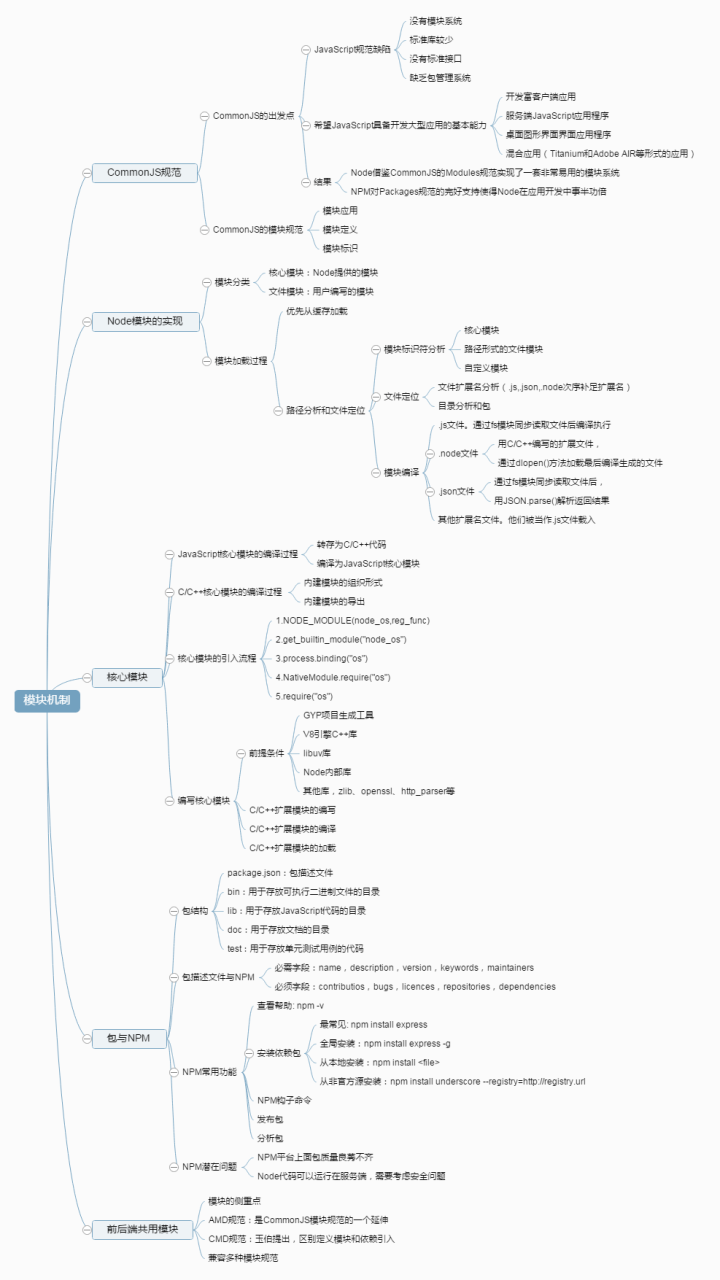 模块机制
CommonJS规范
CommonJS的出发点
JavaScript规范缺陷
没有模块系统
标准库较少
没有标准接口
缺乏包管理系统
希望JavaScript具备开发大型应用的基本能力
开发富客户端应用
服务端JavaScript应用程序
桌面图形界面界面应用程序
混合应用（Titanium和Adobe AIR等形式的应用）
结果
Node借鉴CommonJS的Modules规范实现了一套非常易用的模块系统
NPM对Packages规范的完好支持使得Node在应用开发中事半功倍
CommonJS的模块规范
模块应用
模块定义
模块标识
Node模块的实现
模块分类
核心模块：Node提供的模块
文件模块：用户编写的模块
模块加载过程
优先从缓存加载
路径分析和文件定位
模块标识符分析
核心模块
路径形式的文件模块
自定义模块
文件定位
文件扩展名分析（.js,.json,.node次序补足扩展名）
目录分析和包
模块编译
.js文件。通过fs模块同步读取文件后编译执行
.node文件
用C/C++编写的扩展文件，
通过dlopen()方法加载最后编译生成的文件
.json文件
通过fs模块同步读取文件后，
用JSON.parse()解析返回结果
其他扩展名文件。他们被当作.js文件载入
核心模块
JavaScript核心模块的编译过程
转存为C/C++代码
编译为JavaScript核心模块
C/C++核心模块的编译过程
内建模块的组织形式
内建模块的导出
核心模块的引入流程
1.NODE_MODULE(node_os,reg_func)
2.get_builtin_module("node_os")
3.process.binding("os")
4.NativeModule.require("os")
5.require("os")
编写核心模块
前提条件
GYP项目生成工具
V8引擎C++库
libuv库
Node内部库
其他库，zlib、openssl、http_parser等
C/C++扩展模块的编写
C/C++扩展模块的编译
C/C++扩展模块的加载
包与NPM
包结构
package.json：包描述文件
bin：用于存放可执行二进制文件的目录
lib：用于存放JavaScript代码的目录
doc：用于存放文档的目录
test：用于存放单元测试用例的代码
包描述文件与NPM
必需字段：name，description，version，keywords，maintainers
必须字段：contributios，bugs，licences，repositories，dependencies
NPM常用功能
查看帮助: npm -v
安装依赖包
最常见: npm install express
全局安装：npm install express -g
从本地安装：npm install <file>
从非官方源安装：npm install underscore --registry=http://registry.url
NPM构子命令
发布包
分析包
NPM潜在问题
NPM平台上面包质量良莠不齐
Node代码可以运行在服务端，需要考虑安全问题
前后端共用模块
模块的侧重点
AMD规范：是CommonJS模块规范的一个延伸
CMD规范：玉伯提出，区别定义模块和依赖引入
兼容多种模块规范